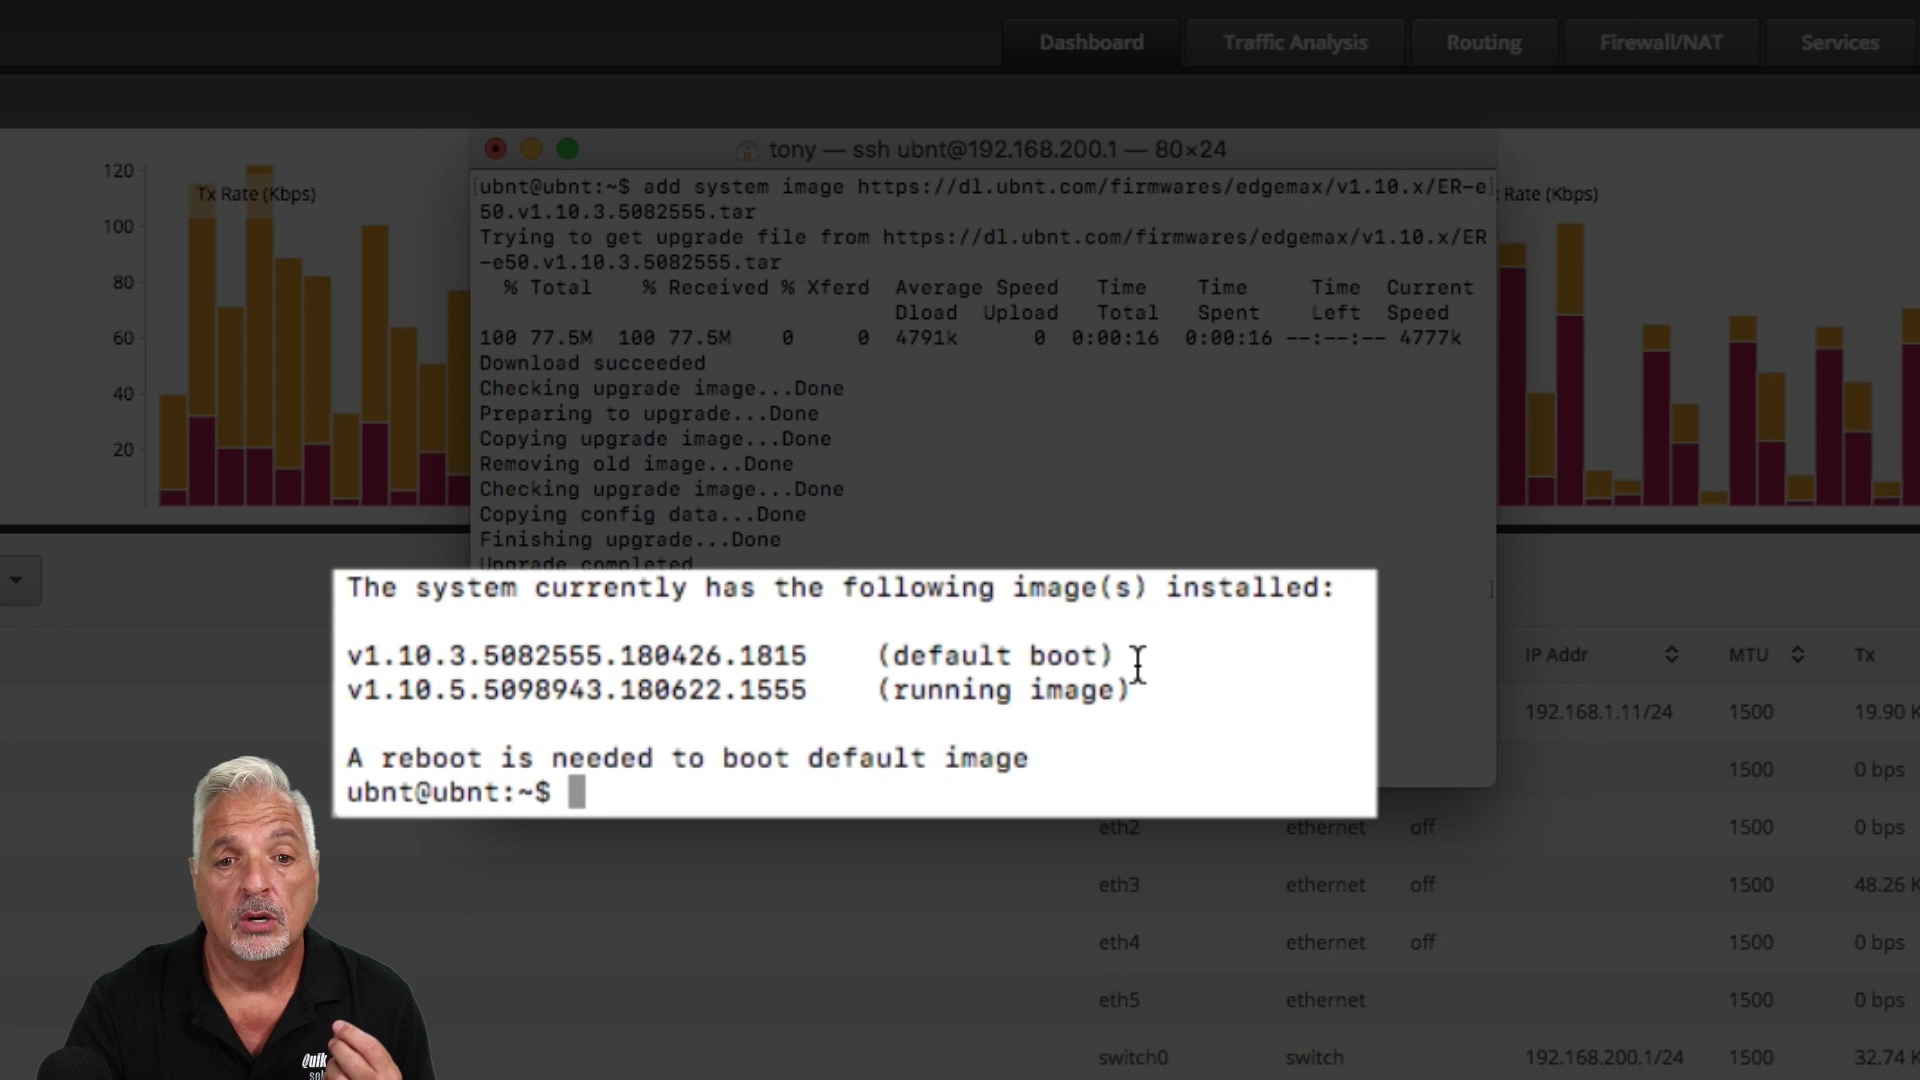 Dashboard
Traffic Analysis
Routing
Firewall/NAT
Services
tony — ssh ubnt@192.168.200.1 — 80×24
120
100
80
60
40
20
Tx Rate (Kbps)
Rate (Kbps)
ubnt@ubnt:~$ add system image https://dl.ubnt.com/firmwares/edgemax/v1.10.x/ER-e
50.v1.10.3.5082555.tar
Trying to get upgrade file from https://dl.ubnt.com/firmwares/edgemax/v1.10.x/ER
-e50.v1.10.3.5082555.tar
% Total % Received % Xferd Average Speed Time Time Time Current
Dload Upload Total Spent Left Speed
100 77.5M 100 77.5M 0 0 4791k 0 0:00:16 0:00:16 --:--:-- 4777k
Download succeeded
Checking upgrade image...Done
Preparing to upgrade...Done
Copying upgrade image...Done
Removing old image...Done
Checking upgrade image...Done
Copying config data...Done
Finishing upgrade...Done
Upgrade completed
The system currently has the following image(s) installed:
v1.10.3.5082555.180426.1815 (default boot)
v1.10.5.5098943.180622.1555 (running image)
A reboot is needed to boot default image
ubnt@ubnt:~$
IP Addr MTU Tx
192.168.1.11/24 1500 19.90 K
1500 0 bps
eth2 ethernet off 1500 0 bps
eth3 ethernet off 1500 48.26 K
eth4 ethernet off 1500 0 bps
eth5 ethernet 1500 0 bps
switch0 switch 192.168.200.1/24 1500 32.74 K